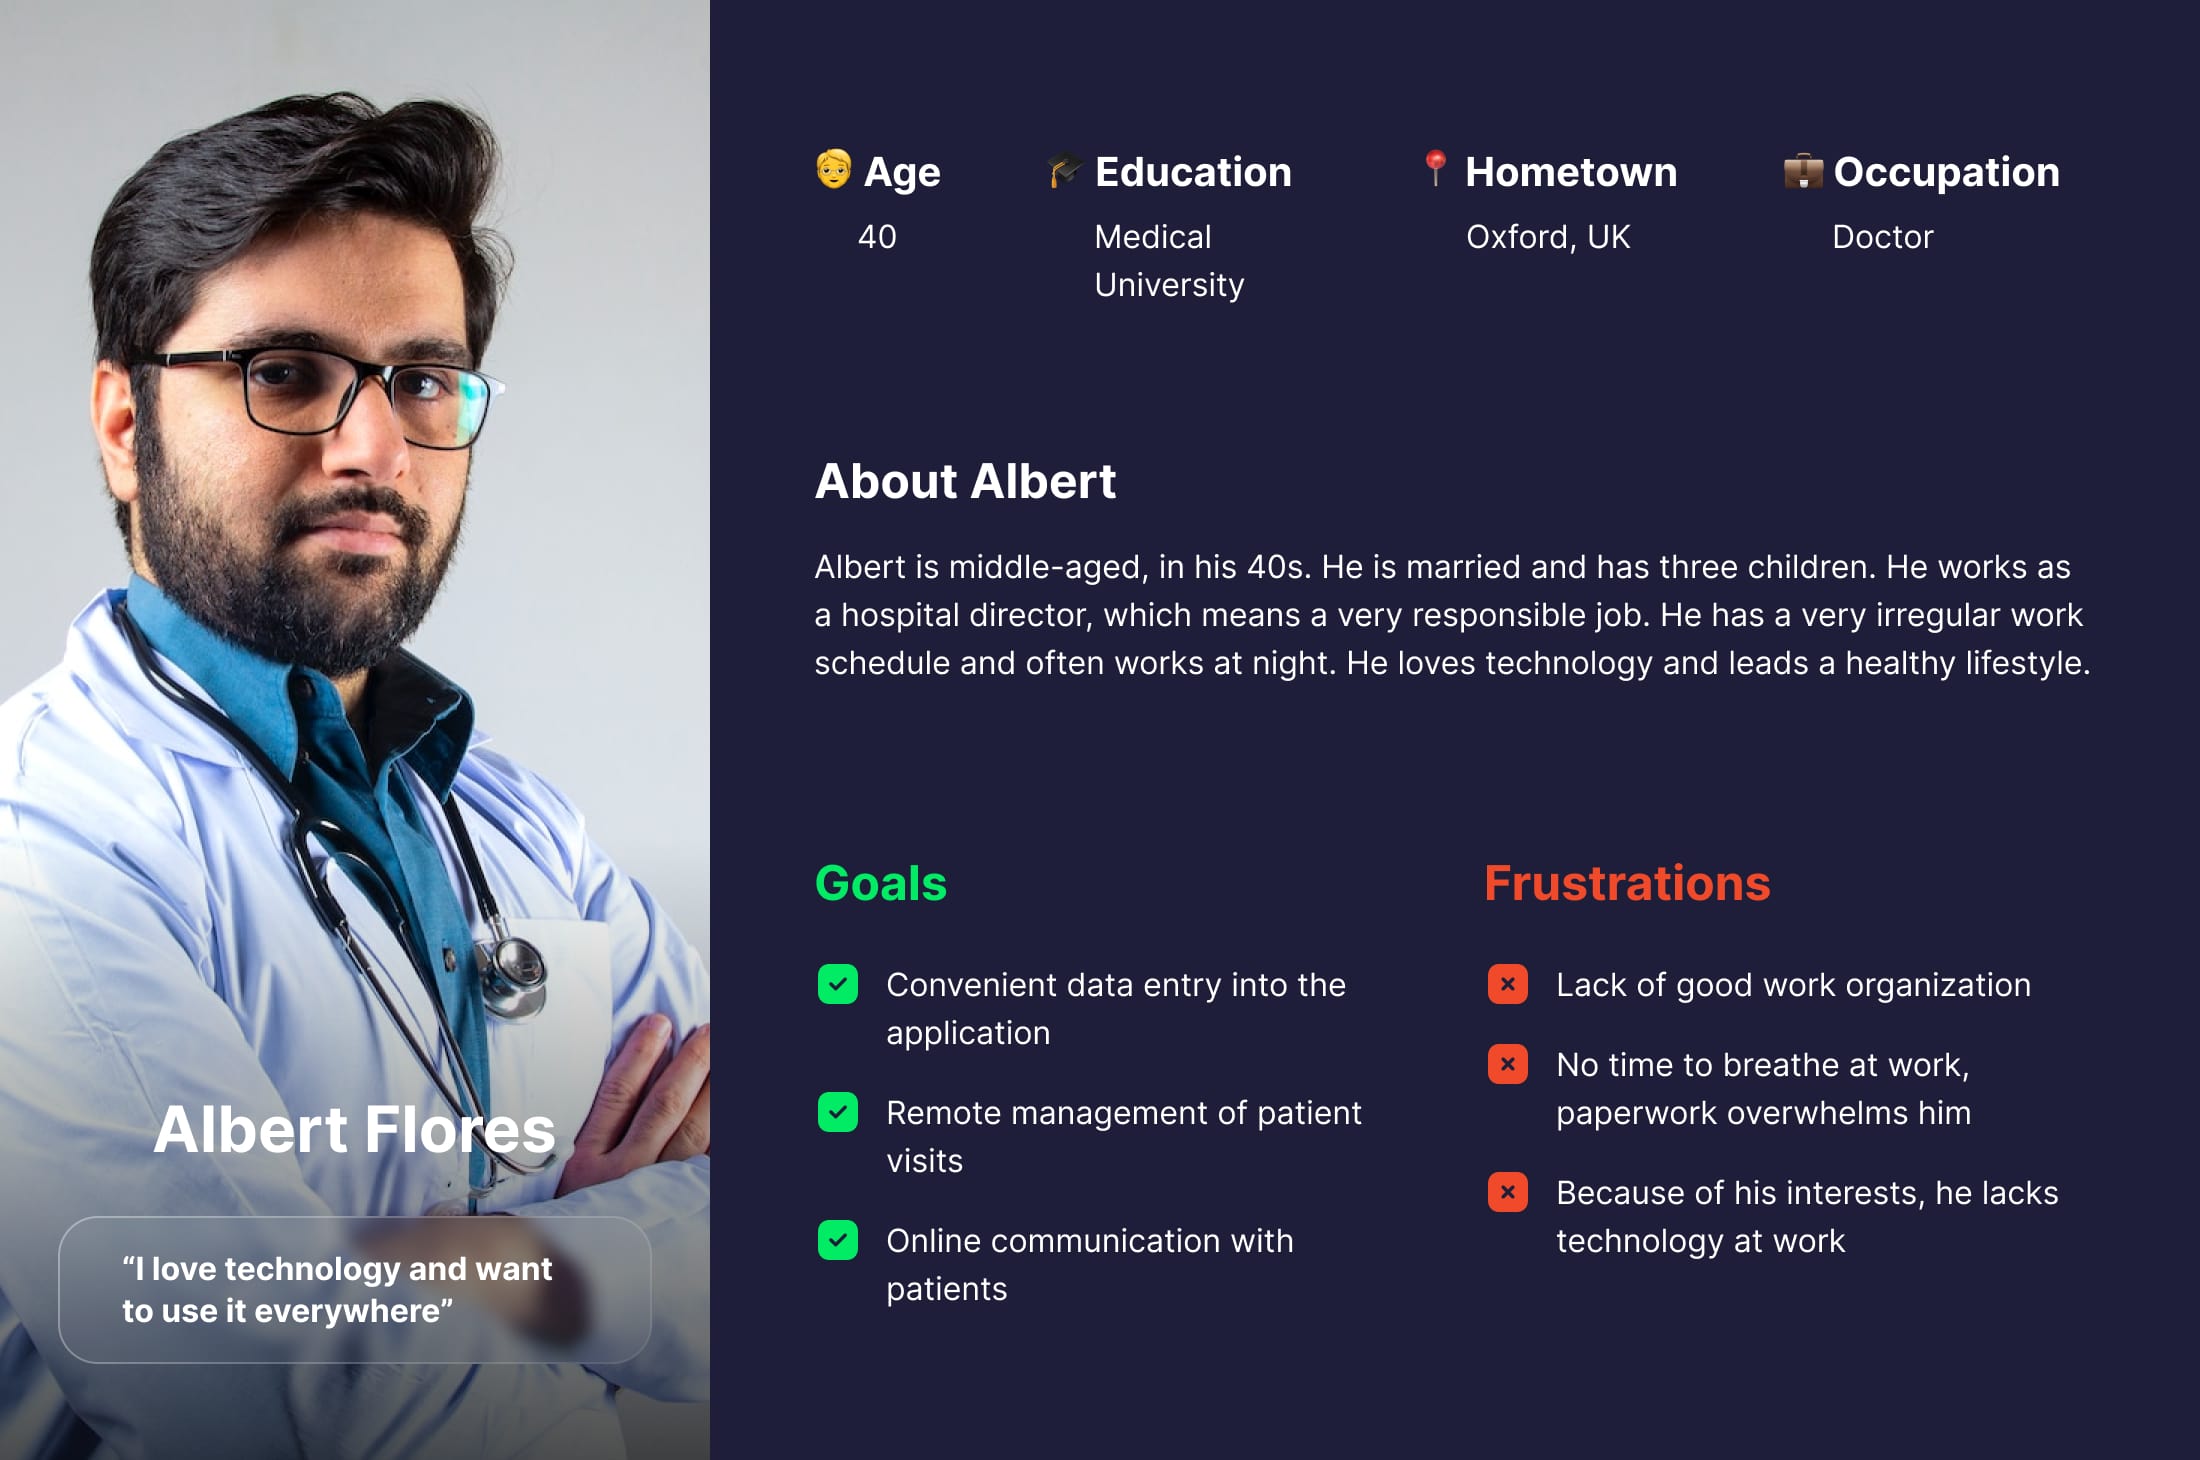 Age
40
Education
Medical
University
Hometown
Oxford, UK
Occupation
Doctor
About Albert
Albert is middle-aged, in his 40s. He is married and has three children. He works as
a hospital director, which means a very responsible job. He has a very irregular work
schedule and often works at night. He loves technology and leads a healthy lifestyle.
Goals
Convenient data entry into the
application
Remote management of patient
visits
Online communication with
patients
Frustrations
Lack of good work organization
No time to breathe at work,
paperwork overwhelms him
Because of his interests, he lacks
technology at work
Albert Flores
“I love technology and want
to use it everywhere”